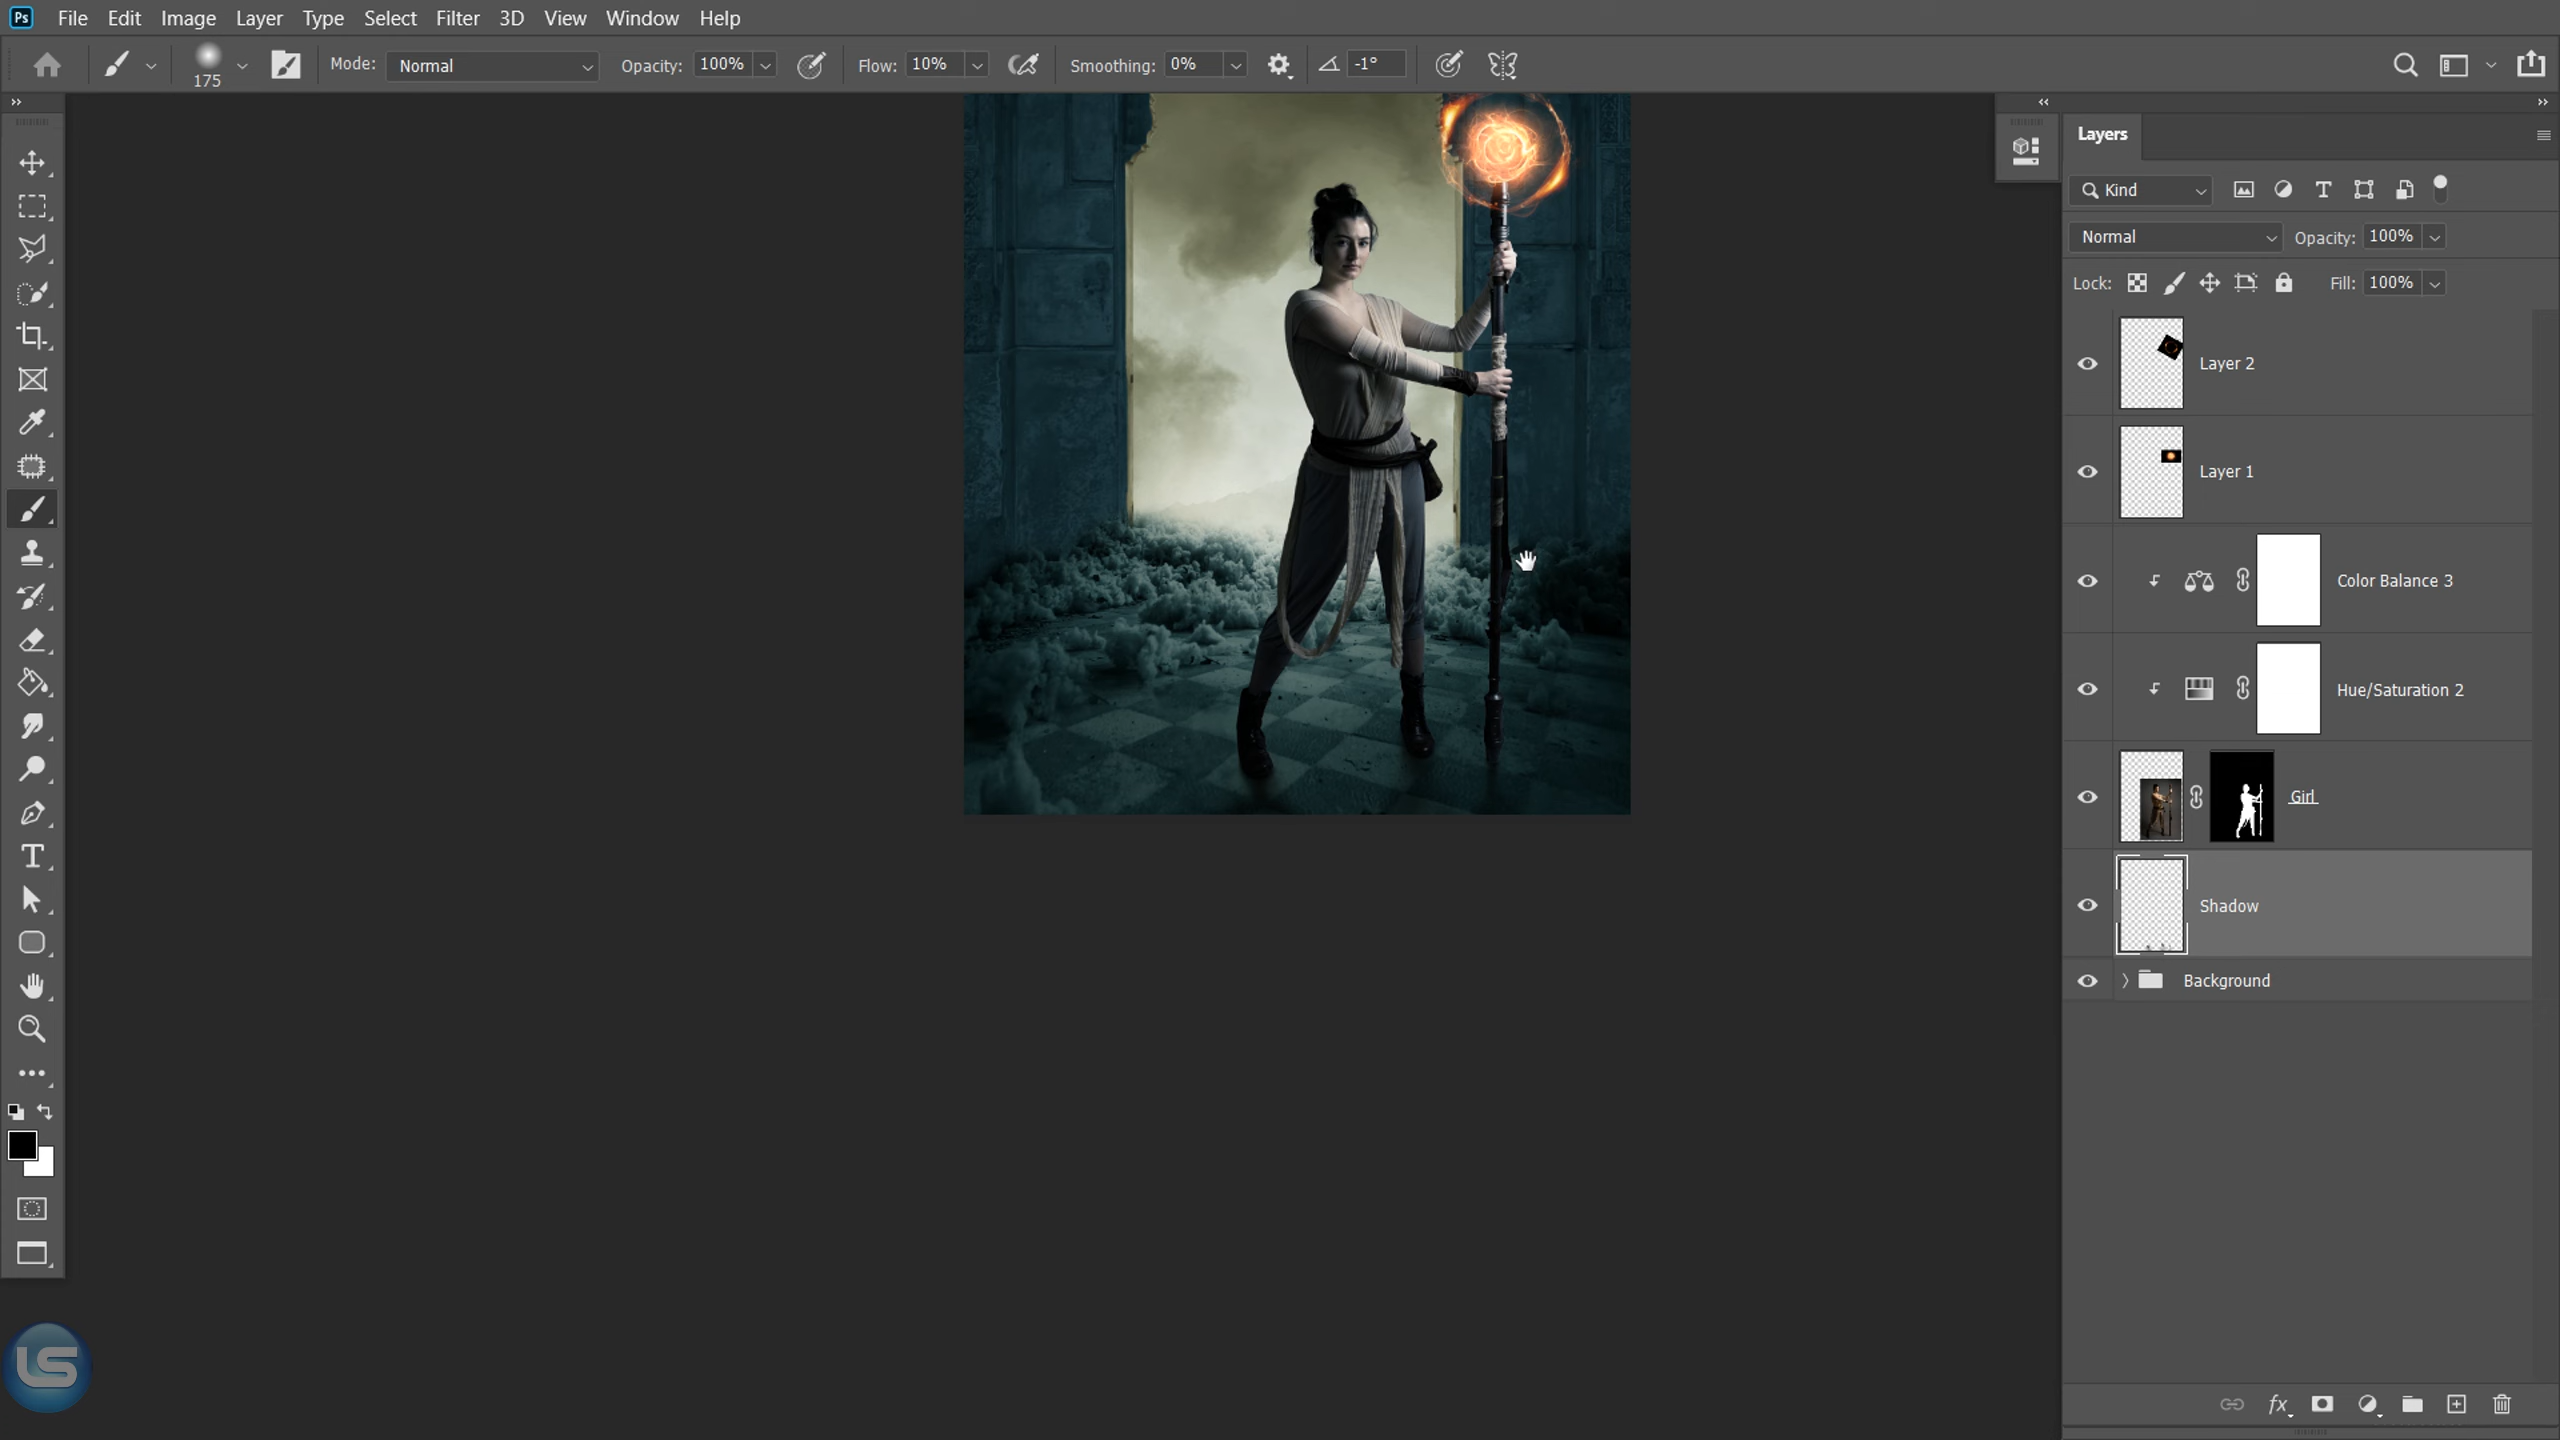 Ps File Edit Image Layer Type Select Filter 3D View Window Help
175 Mode: Normal Opacity: 100% Flow: 10% Smoothing: 0% -1°
Layers
Kind
Normal Opacity: 100%
Lock: Fill: 100%
Layer 2
Layer 1
Color Balance 3
Hue/Saturation 2
Girl
Shadow
Background
LS